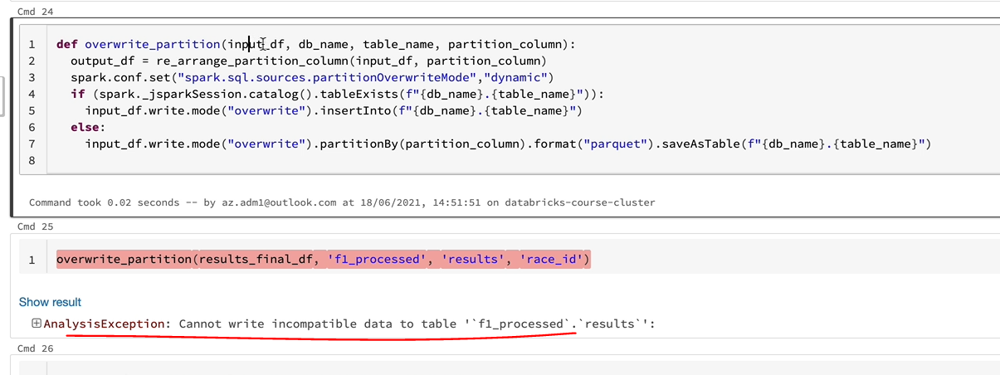 Cmd 24
1 def overwrite_partition(input_df, db_name, table_name, partition_column):
2 output_df = re_arrange_partition_column(input_df, partition_column)
3 spark.conf.set("spark.sql.sources.partitionOverwriteMode","dynamic")
4 if (spark._jsparkSession.catalog().tableExists(f"{db_name}.{table_name}")):
5 input_df.write.mode("overwrite").insertInto(f"{db_name}.{table_name}")
6 else:
7 input_df.write.mode("overwrite").partitionBy(partition_column).format("parquet").saveAsTable(f"{db_name}.{table_name}")
8
Command took 0.02 seconds -- by az.adm1@outlook.com at 18/06/2021, 14:51:51 on databricks-course-cluster
Cmd 25
1 overwrite_partition(results_final_df, 'f1_processed', 'results', 'race_id')
Show result
AnalysisException: Cannot write incompatible data to table '`f1_processed`.`results`':
Cmd 26